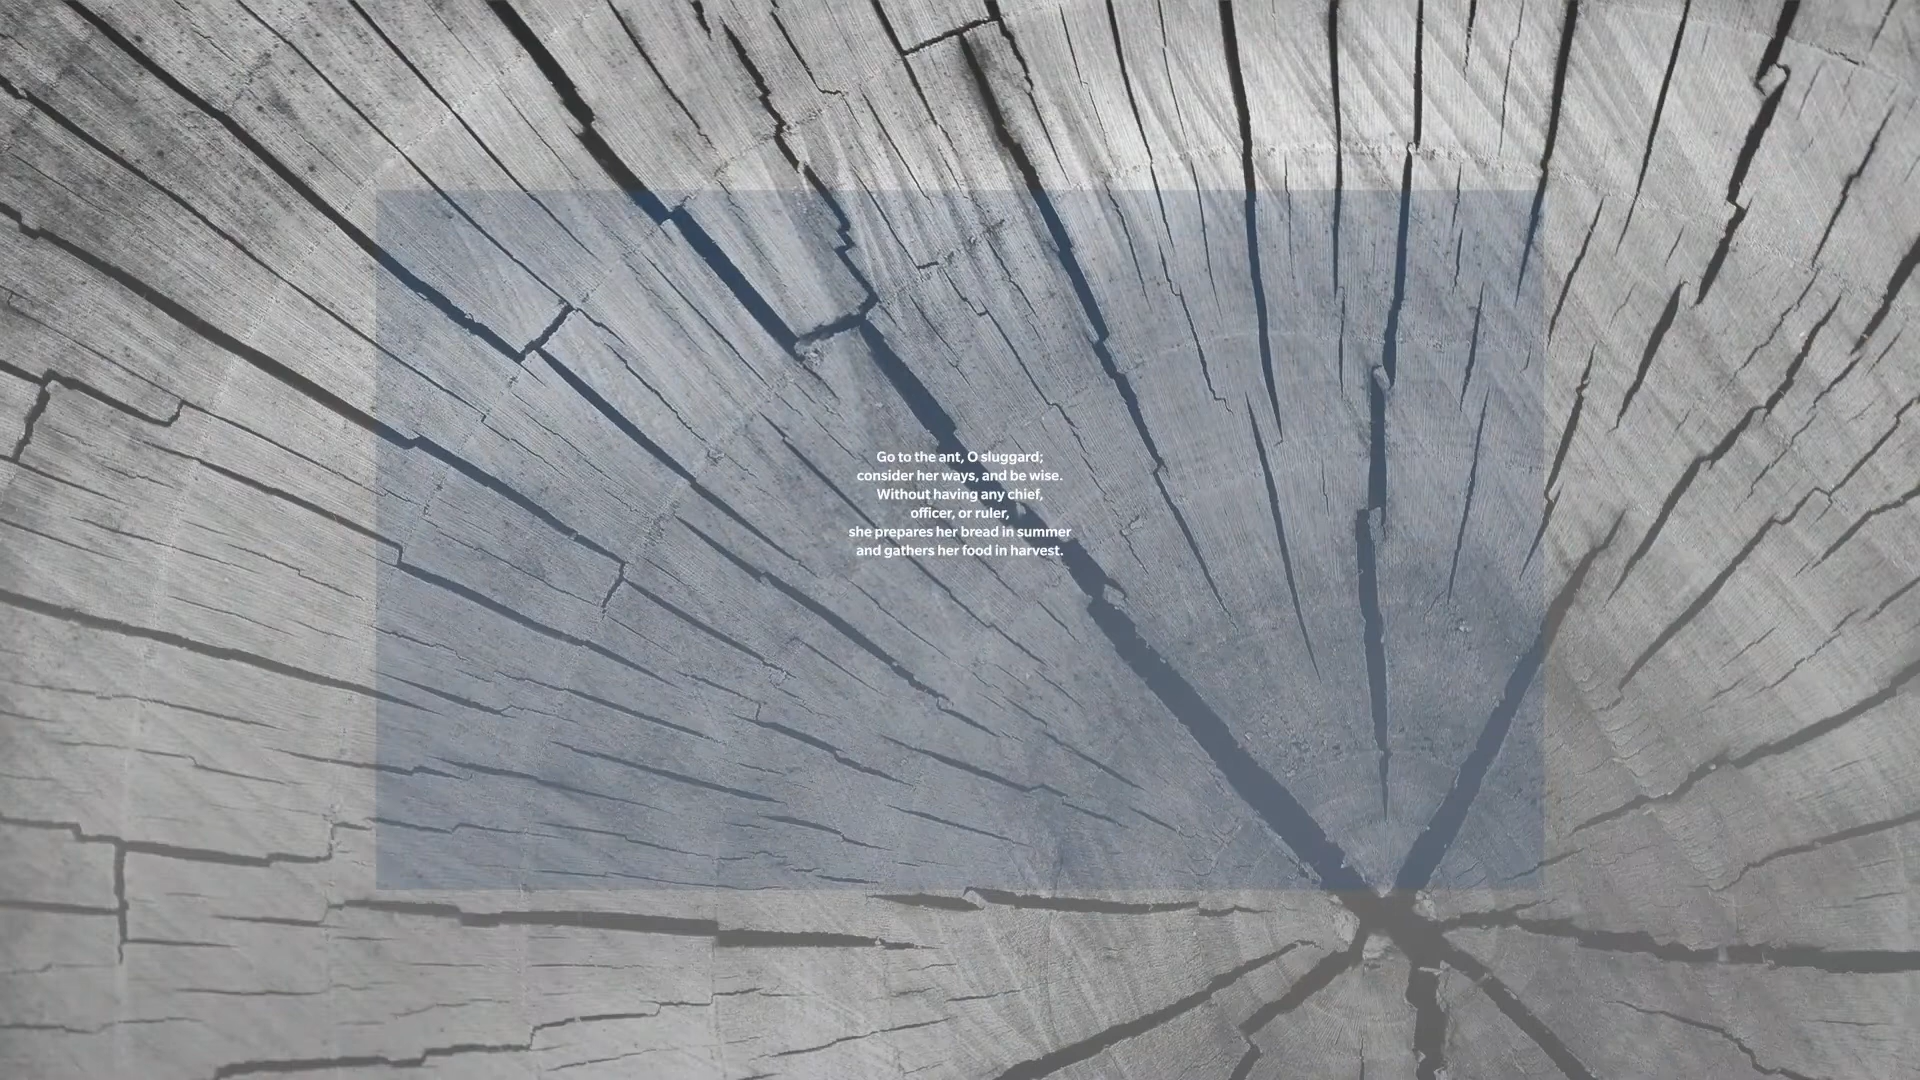 Go to the ant, O sluggard;
consider her ways, and be wise.
Without having any chief,
officer, or ruler,
she prepares her bread in summer
and gathers her food in harvest.